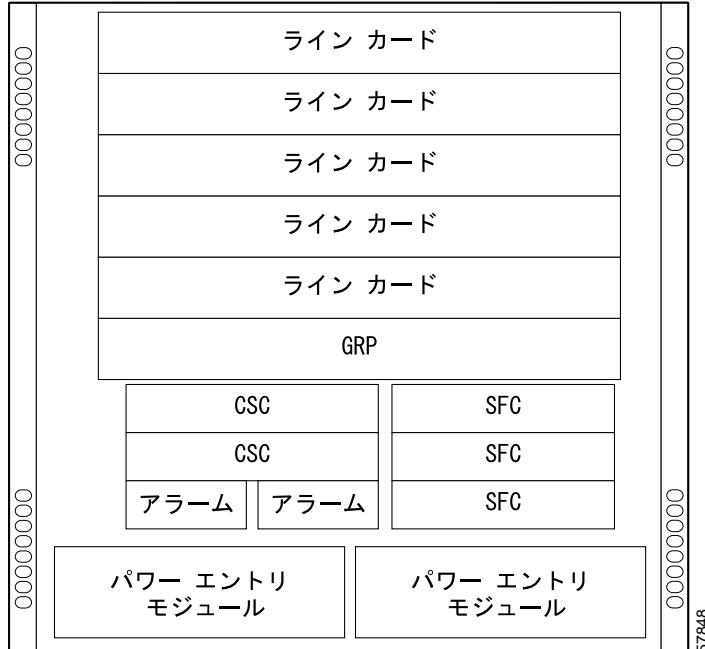 ライン カード
ライン カード
ライン カード
ライン カード
ライン カード
GRP
CSC
SFC
CSC
SFC
アラーム
アラーム
SFC
パワー エントリ
モジュール
パワー エントリ
モジュール
57848